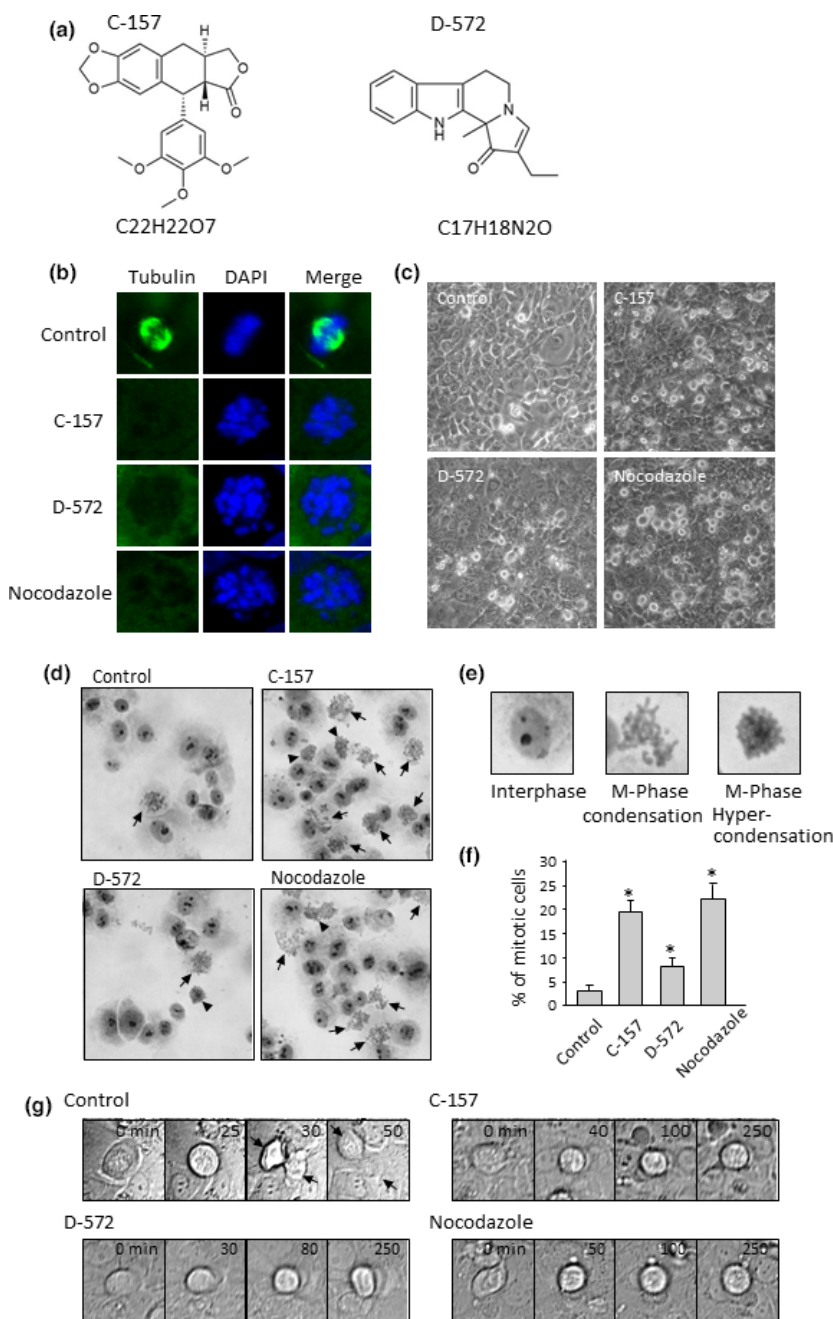 (a)
C-157
D-572
H
O
O
O
H
O
O
O
O
N
NH
O
C22H22O7
C17H18N2O
(b)
Tubulin DAPI Merge
Control
C-157
D-572
Nocodazole
(c)
Control
C-157
D-572
Nocodazole
(d)
Control
C-157
D-572
Nocodazole
(e)
Interphase
M-Phase
condensation
M-Phase
Hyper-
condensation
(f)
% of mitotic cells
30
25
20
15
10
5
0
*
*
*
Control
C-157
D-572
Nocodazole
(g)
Control
0 min 25 30 50
C-157
0 min 40 100 250
D-572
0 min 30 80 250
Nocodazole
0 min 50 100 250